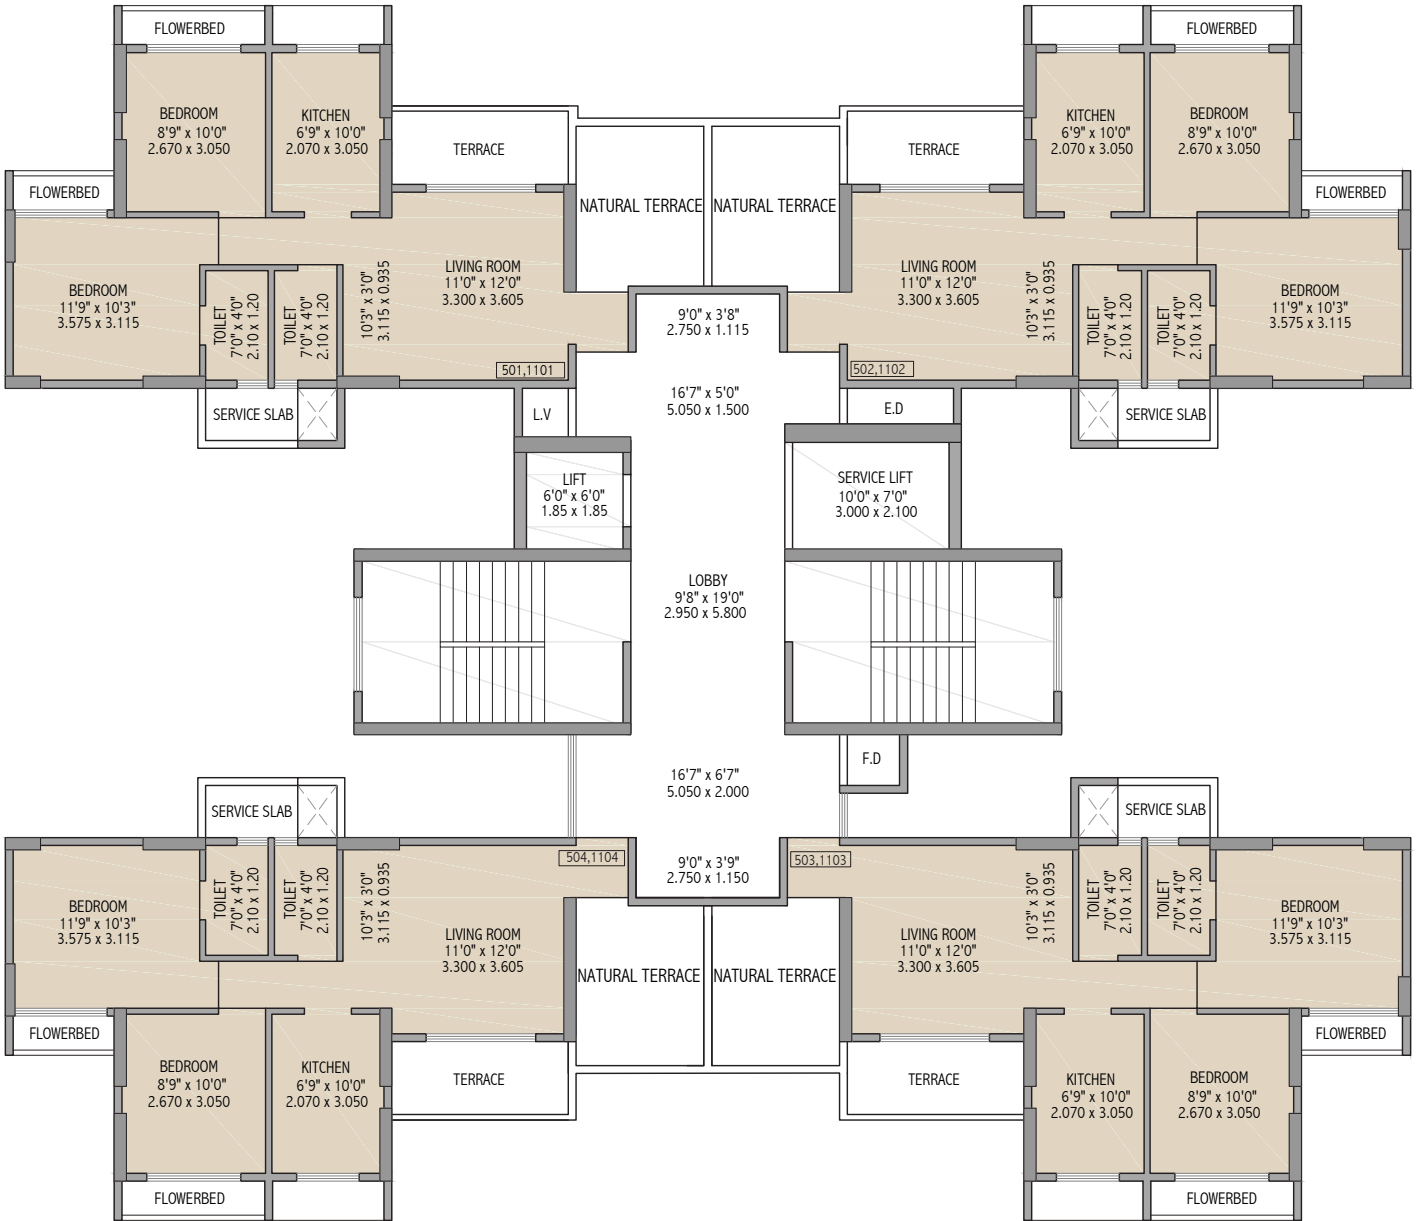 FLOWERBED
FLOWERBED
BEDROOM
8'9" x 10'0"
2.670 x 3.050
KITCHEN
6'9" x 10'0"
2.070 x 3.050
TERRACE
NATURAL TERRACE
NATURAL TERRACE
TERRACE
KITCHEN
6'9" x 10'0"
2.070 x 3.050
BEDROOM
8'9" x 10'0"
2.670 x 3.050
FLOWERBED
FLOWERBED
BEDROOM
11'9" x 10'3"
3.575 x 3.115
TOILET
7'0" x 4'0"
2.10 x 1.20
TOILET
7'0" x 4'0"
2.10 x 1.20
10'3" x 3'0"
3.115 x 0.935
LIVING ROOM
11'0" x 12'0"
3.300 x 3.605
501,1101
9'0" x 3'8"
2.750 x 1.115
LIVING ROOM
11'0" x 12'0"
3.300 x 3.605
502,1102
10'3" x 3'0"
3.115 x 0.935
TOILET
7'0" x 4'0"
2.10 x 1.20
TOILET
7'0" x 4'0"
2.10 x 1.20
BEDROOM
11'9" x 10'3"
3.575 x 3.115
SERVICE SLAB
L.V
16'7" x 5'0"
5.050 x 1.500
E.D
SERVICE SLAB
LIFT
6'0" x 6'0"
1.85 x 1.85
SERVICE LIFT
10'0" x 7'0"
3.000 x 2.100
LOBBY
9'8" x 19'0"
2.950 x 5.800
F.D
16'7" x 6'7"
5.050 x 2.000
SERVICE SLAB
SERVICE SLAB
504,1104
9'0" x 3'9"
2.750 x 1.150
503,1103
BEDROOM
11'9" x 10'3"
3.575 x 3.115
TOILET
7'0" x 4'0"
2.10 x 1.20
TOILET
7'0" x 4'0"
2.10 x 1.20
10'3" x 3'0"
3.115 x 0.935
LIVING ROOM
11'0" x 12'0"
3.300 x 3.605
NATURAL TERRACE
NATURAL TERRACE
LIVING ROOM
11'0" x 12'0"
3.300 x 3.605
10'3" x 3'0"
3.115 x 0.935
TOILET
7'0" x 4'0"
2.10 x 1.20
TOILET
7'0" x 4'0"
2.10 x 1.20
BEDROOM
11'9" x 10'3"
3.575 x 3.115
FLOWERBED
FLOWERBED
BEDROOM
8'9" x 10'0"
2.670 x 3.050
KITCHEN
6'9" x 10'0"
2.070 x 3.050
TERRACE
TERRACE
KITCHEN
6'9" x 10'0"
2.070 x 3.050
BEDROOM
8'9" x 10'0"
2.670 x 3.050
FLOWERBED
FLOWERBED